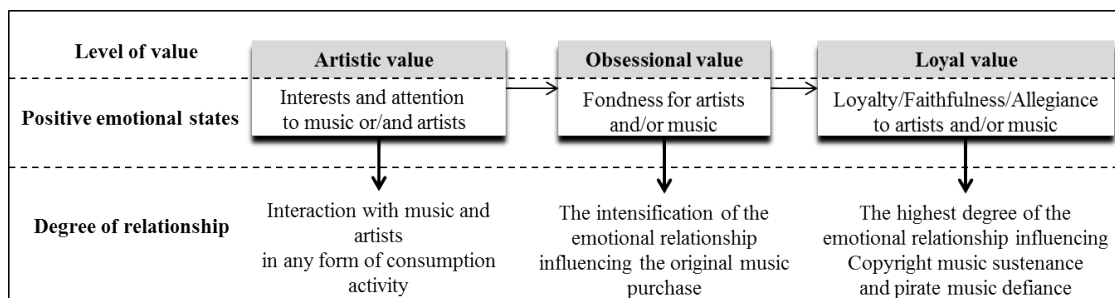 Level of value
Artistic value
Obsessional value
Loyal value
Positive emotional states
Interests and attention
to music or/and artists
Fondness for artists
and/or music
Loyalty/Faithfulness/Allegiance
to artists and/or music
Degree of relationship
Interaction with music and
artists
in any form of consumption
activity
The intensification of the
emotional relationship
influencing the original music
purchase
The highest degree of the
emotional relationship influencing
Copyright music sustenance
and pirate music defiance